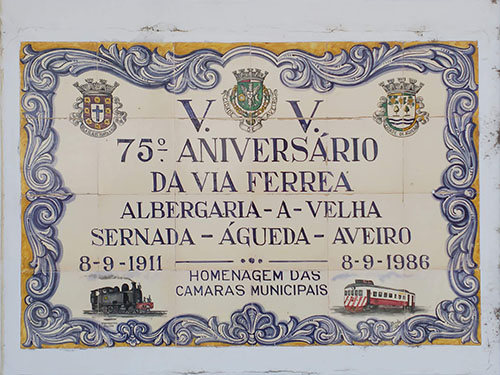 V. V.
75º. ANIVERSÁRIO
DA VIA FERREA
ALBERGARIA-A-VELHA
SERNADA-ÁGUEDA-AVEIRO
8-9-1911 8-9-1986
HOMENAGEM DAS
CAMARAS MUNICIPAIS